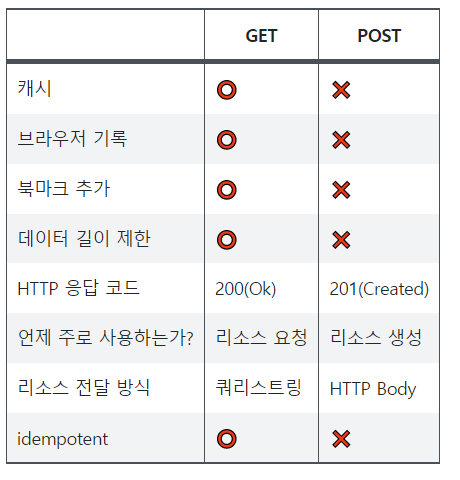 GET POST
캐시 ⭕ ❌
브라우저 기록 ⭕ ❌
북마크 추가 ⭕ ❌
데이터 길이 제한 ⭕ ❌
HTTP 응답 코드 200(Ok) 201(Created)
언제 주로 사용하는가? 리소스 요청 리소스 생성
리소스 전달 방식 쿼리스트링 HTTP Body
idempotent ⭕ ❌